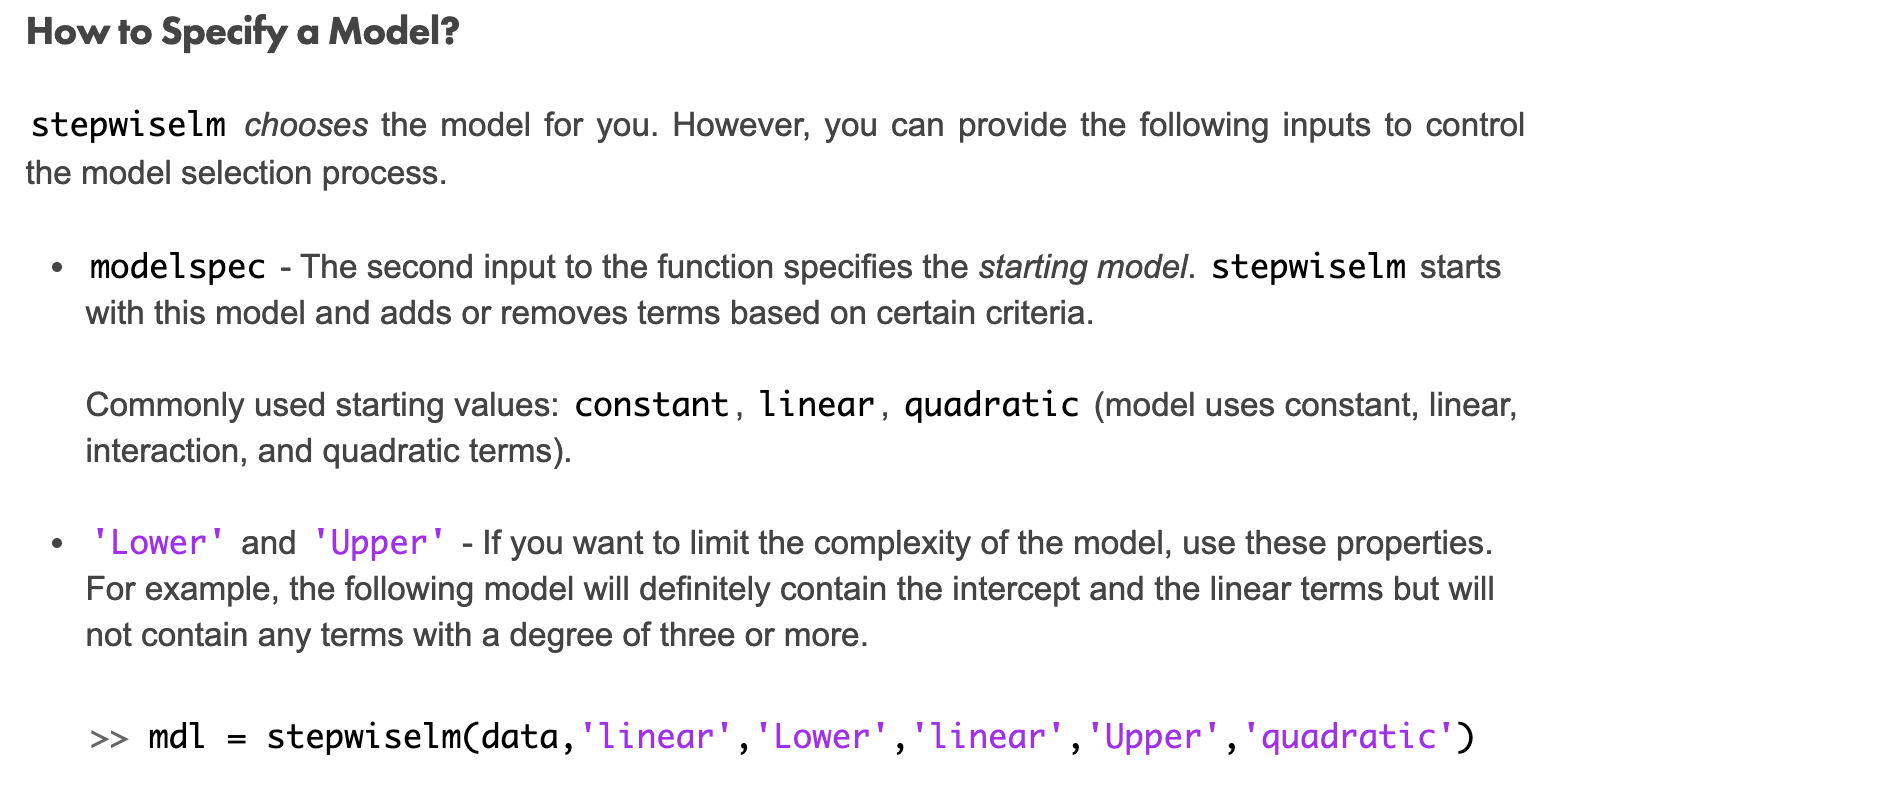 How to Specify a Model?
stepwiselm chooses the model for you. However, you can provide the following inputs to control
the model selection process.
• modelspec - The second input to the function specifies the starting model. stepwiselm starts
with this model and adds or removes terms based on certain criteria.
Commonly used starting values: constant, linear, quadratic (model uses constant, linear,
interaction, and quadratic terms).
• 'Lower' and 'Upper' - If you want to limit the complexity of the model, use these properties.
For example, the following model will definitely contain the intercept and the linear terms but will
not contain any terms with a degree of three or more.
>> mdl = stepwiselm(data,'linear','Lower','linear','Upper','quadratic')